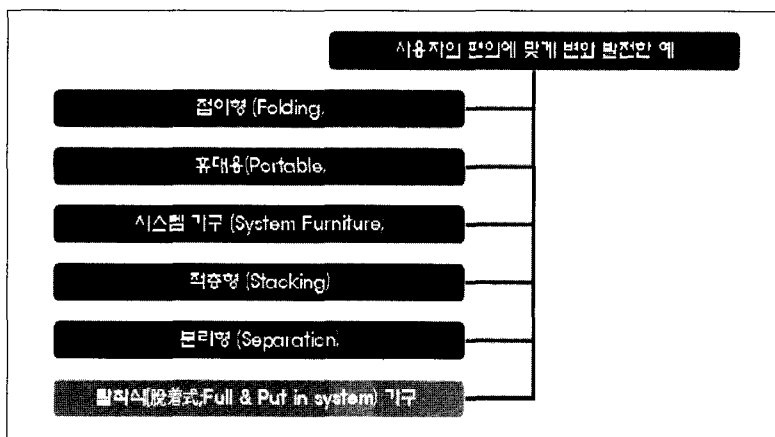 사용자의 편의에 맞게 변화 발전한 예
접이형 (Folding,
휴대용(Portable,
시스템 가구 (System Furniture,
적층형 (Stacking)
분리형 (Separation,
탈착식(脫着式,Full & Put in system) 가구